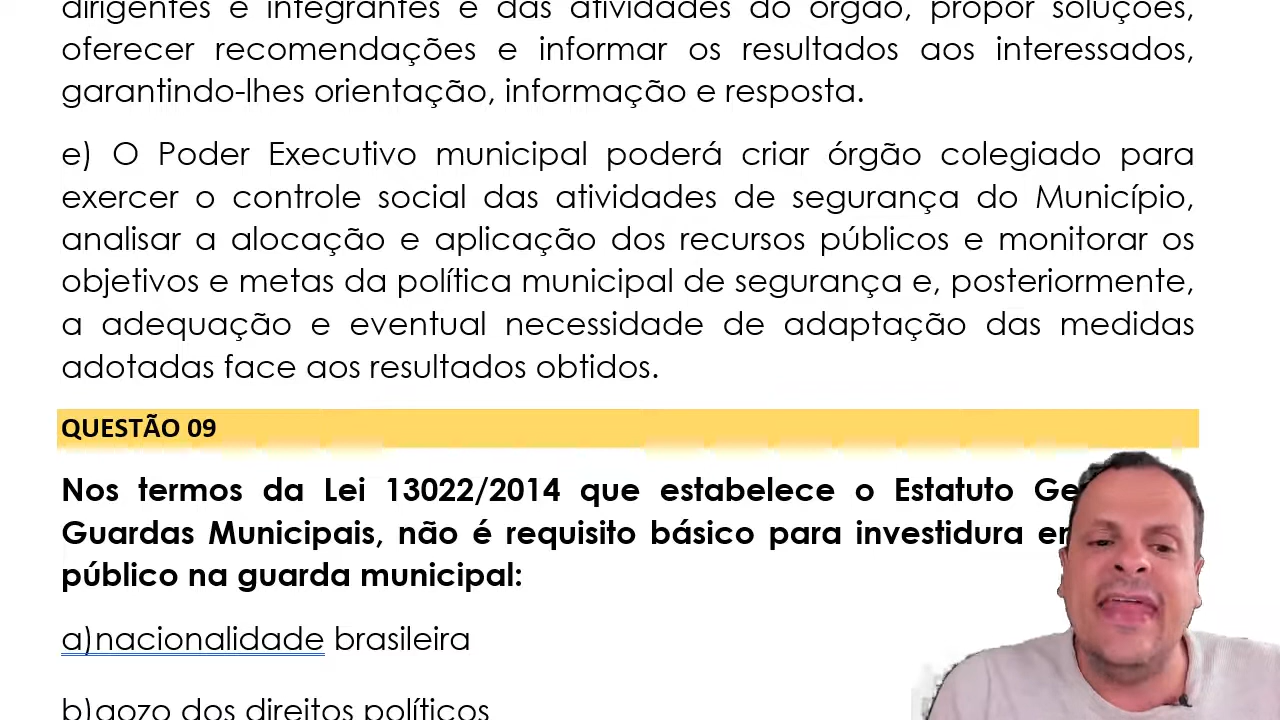 dirigentes e integrantes e das atividades do órgão, propor soluções,
oferecer recomendações e informar os resultados aos interessados,
garantindo-lhes orientação, informação e resposta.
e) O Poder Executivo municipal poderá criar órgão colegiado para
exercer o controle social das atividades de segurança do Município,
analisar a alocação e aplicação dos recursos públicos e monitorar os
objetivos e metas da política municipal de segurança e, posteriormente,
a adequação e eventual necessidade de adaptação das medidas
adotadas face aos resultados obtidos.
QUESTÃO 09
Nos termos da Lei 13022/2014 que estabelece o Estatuto
Guardas Municipais, não é requisito básico para investidura
público na guarda municipal:
a)nacionalidade brasileira
b)gozo dos direitos políticos